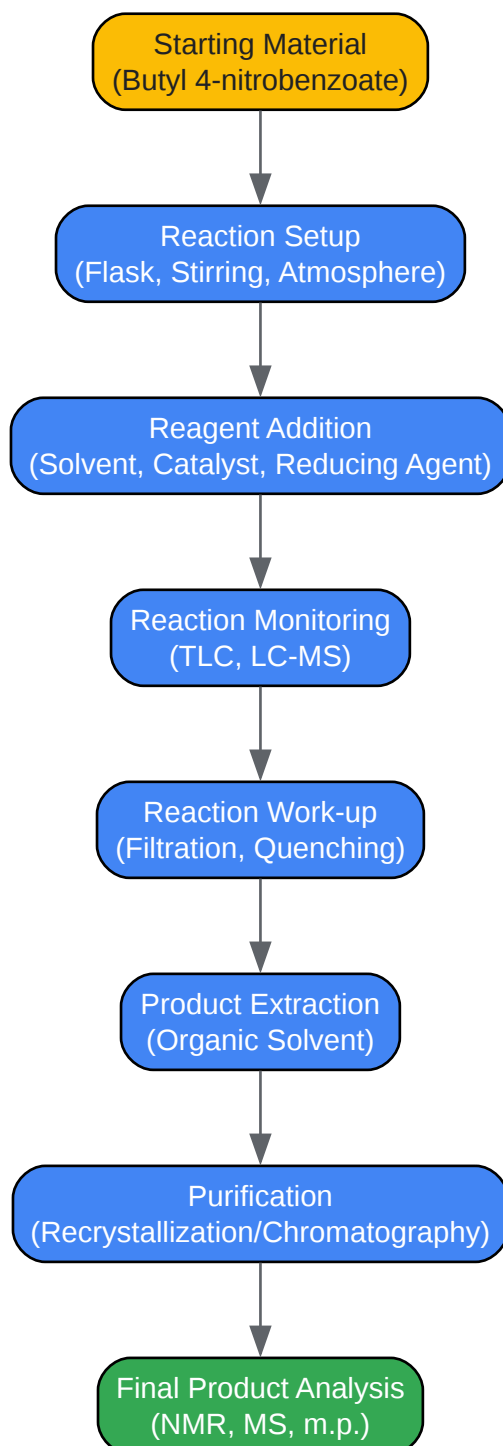 Starting Material
(Butyl 4-nitrobenzoate)
Reaction Setup
(Flask, Stirring, Atmosphere)
Reagent Addition
(Solvent, Catalyst, Reducing Agent)
Reaction Monitoring
(TLC, LC-MS)
Reaction Work-up
(Filtration, Quenching)
Product Extraction
(Organic Solvent)
Purification
(Recrystallization/Chromatography)
Final Product Analysis
(NMR, MS, m.p.)